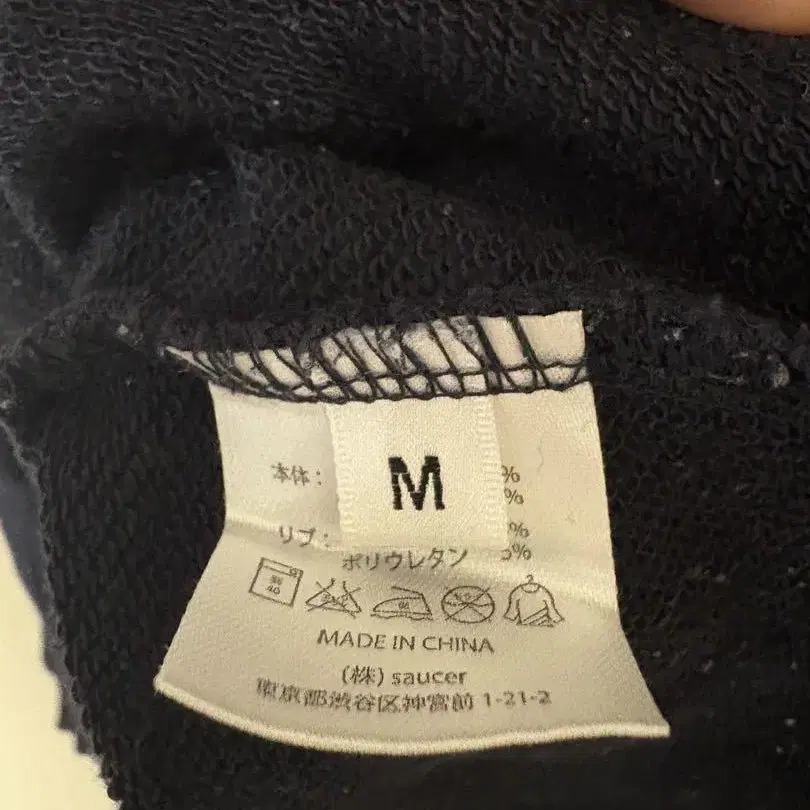 M
本体: %
%
リブ: %
ポリウレタン 5%
MADE IN CHINA
(株) saucer
東京都渋谷区神宮前 1-21-2